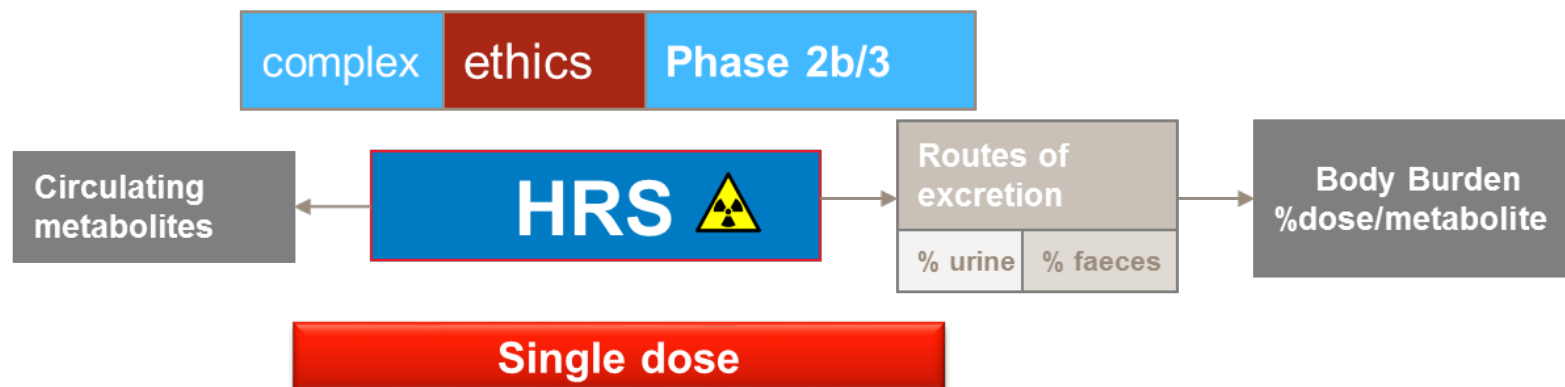 complex ethics Phase 2b/3
Circulating
metabolites
HRS
Routes of
excretion
% urine % faeces
Body Burden
%dose/metabolite
Single dose